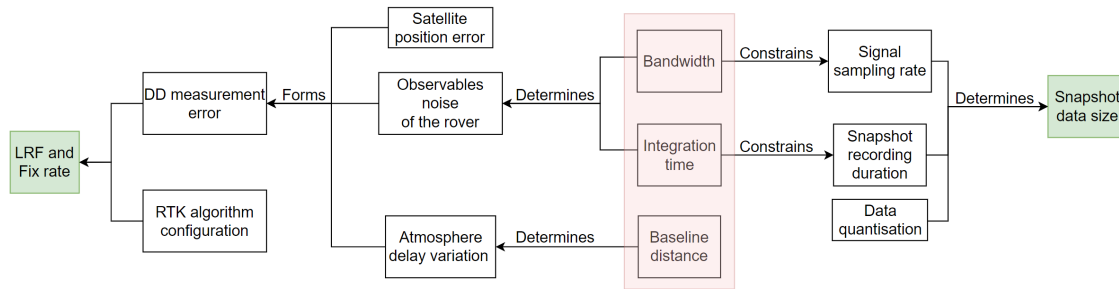 Satellite
position error
Bandwidth
Constrains
Signal
sampling rate
DD measurement
error
Forms
Observables
noise
of the rover
Determines
Determines
Snapshot
data size
LRF and
Fix rate
Integration
time
Constrains
Snapshot
recording
duration
RTK algorithm
configuration
Data
quantisation
Atmosphere
delay variation
Determines
Baseline
distance